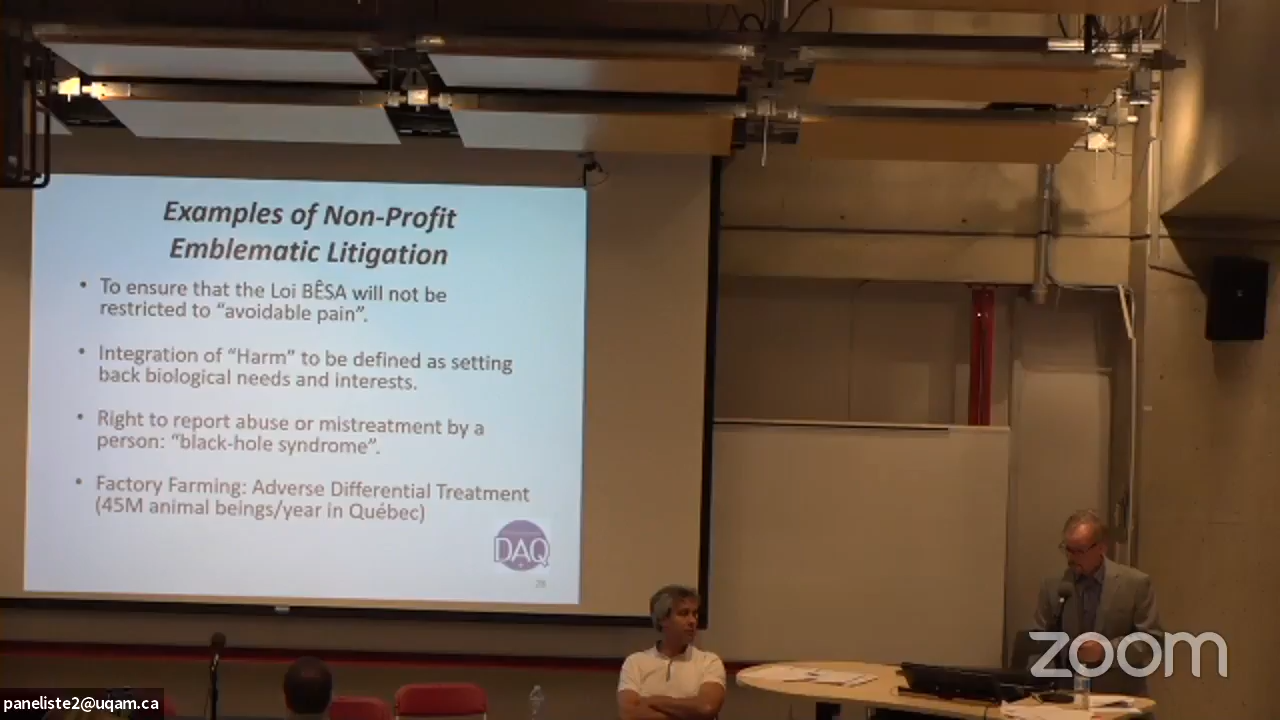 Examples of Non-Profit
Emblematic Litigation
• To ensure that the Loi BÊSA will not be
restricted to “avoidable pain”.
• Integration of “Harm” to be defined as setting
back biological needs and interests.
• Right to report abuse or mistreatment by a
person: “black-hole syndrome”.
• Factory Farming: Adverse Differential Treatment
(45M animal beings/year in Québec)
DAQ
zoom
paneliste2@uqam.ca